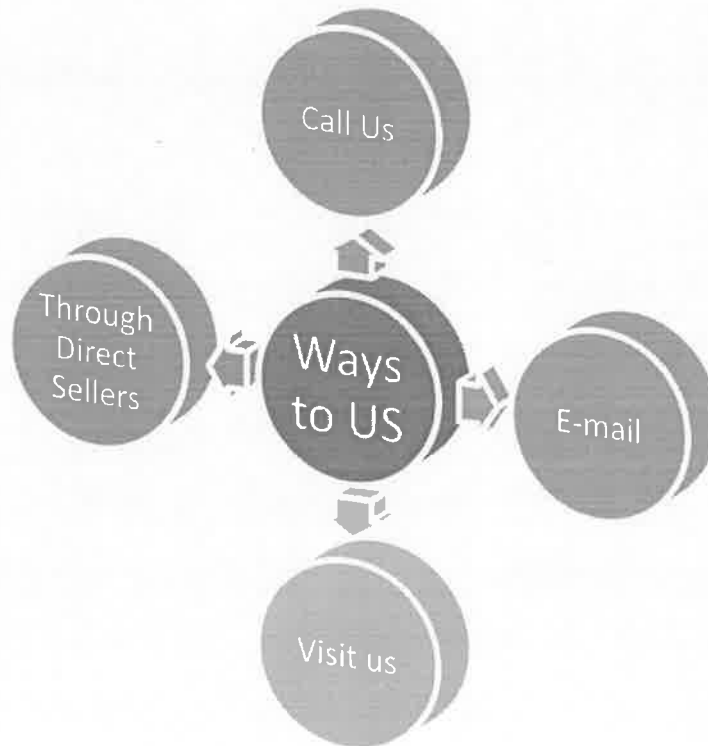 Call Us
Through
Direct
Sellers
Ways
to US
E-mail
Visit us